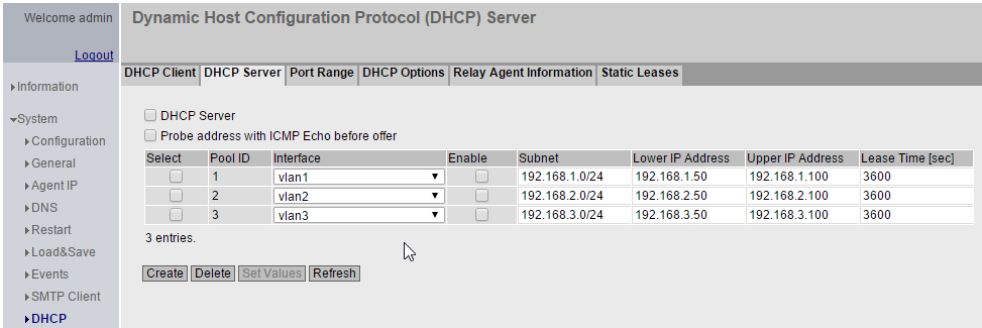 Welcome admin
Logout
Dynamic Host Configuration Protocol (DHCP) Server
DHCP Client DHCP Server Port Range DHCP Options Relay Agent Information Static Leases
Information
System
Configuration
General
Agent IP
DNS
Restart
Load&Save
Events
SMTP Client
DHCP
DHCP Server
Probe address with ICMP Echo before offer
Select Pool ID Interface Enable Subnet Lower IP Address Upper IP Address Lease Time [sec]
1 vlan1 192.168.1.0/24 192.168.1.50 192.168.1.100 3600
2 vlan2 192.168.2.0/24 192.168.2.50 192.168.2.100 3600
3 vlan3 192.168.3.0/24 192.168.3.50 192.168.3.100 3600
3 entries.
Create Delete Set Values Refresh